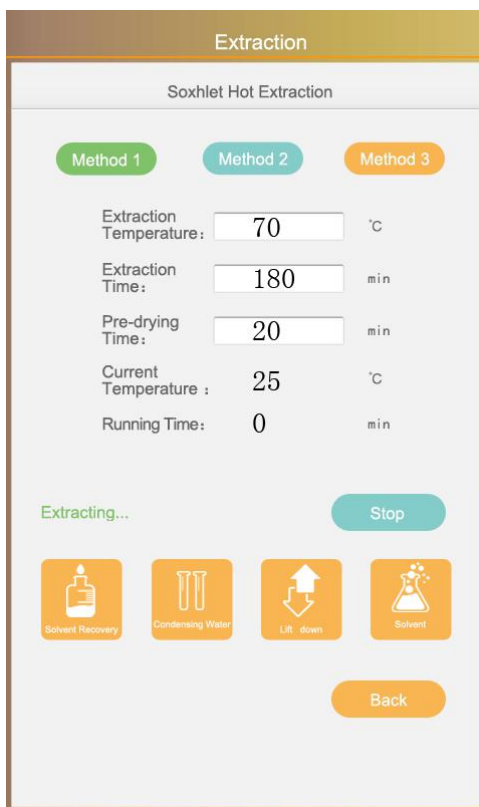 Extraction
Soxhlet Hot Extraction
Method 1 Method 2 Method 3
Extraction
Temperature： 70 °C
Extraction
Time： 180 min
Pre-drying
Time： 20 min
Current
Temperature ： 25 °C
Running Time： 0 min
Extracting... Stop
Solvent Recovery Condensing Water Lift down Solvent
Back